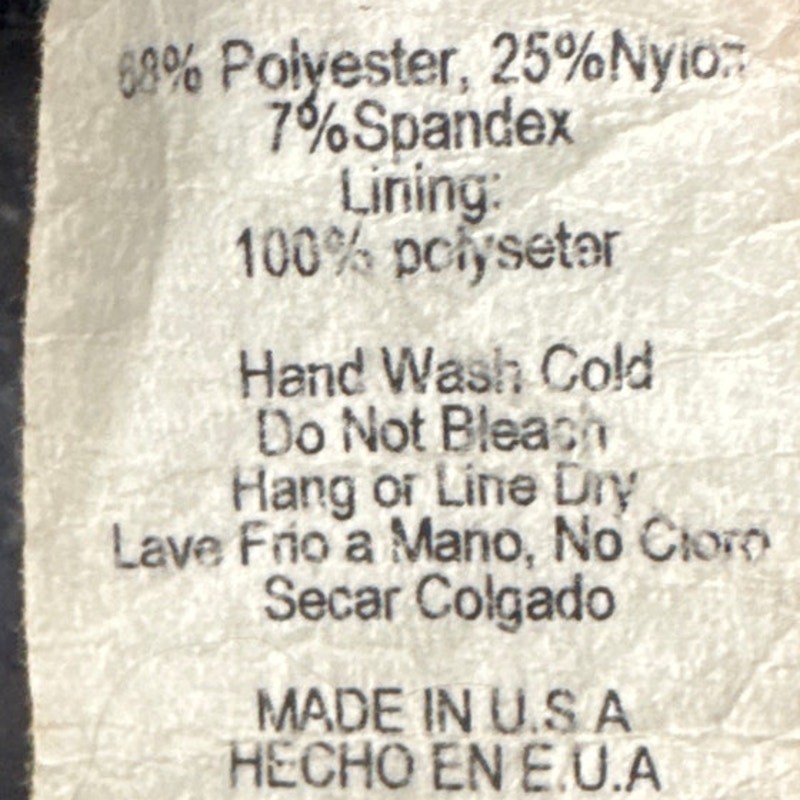 68% Polyester, 25%Nylon
7%Spandex
Lining:
100% polyseter
Hand Wash Cold
Do Not Bleach
Hang or Line Dry
Lave Frio a Mano, No Cloro
Secar Colgado
MADE IN U.S A
HECHO EN E.U.A